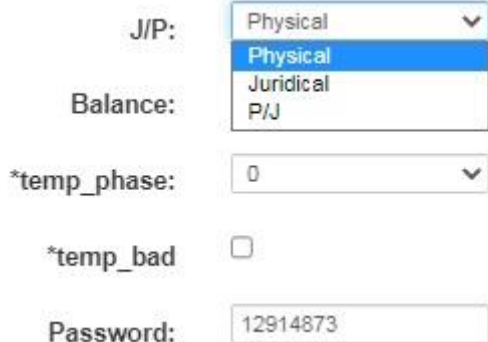 J/P: Physical
Physical
Juridical
Balance: P/J
*temp_phase: 0
*temp_bad
Password: 12914873